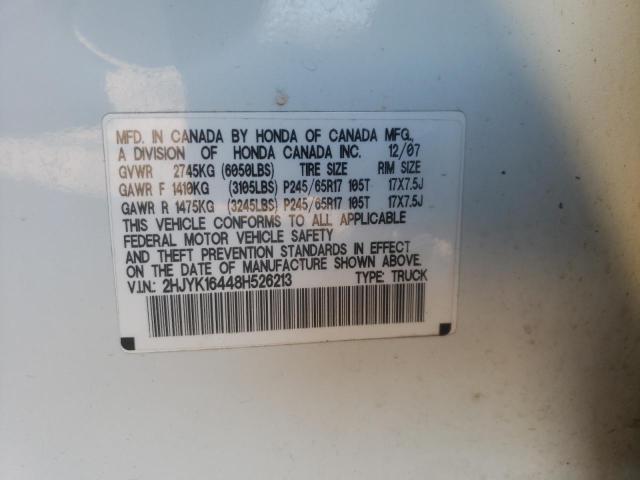 MFD. IN CANADA BY HONDA OF CANADA MFG.,
A DIVISION OF HONDA CANADA INC. 12/07
GVWR 2745KG (6050LBS) TIRE SIZE RIM SIZE
GAWR F 1410KG (3105LBS) P245/65R17 105T 17X7.5J
GAWR R 1475KG (3245LBS) P245/65R17 105T 17X7.5J
THIS VEHICLE CONFORMS TO ALL APPLICABLE
FEDERAL MOTOR VEHICLE SAFETY
AND THEFT PREVENTION STANDARDS IN EFFECT
ON THE DATE OF MANUFACTURE SHOWN ABOVE.
V.I.N.: 2HJYK16448H526213 TYPE: TRUCK